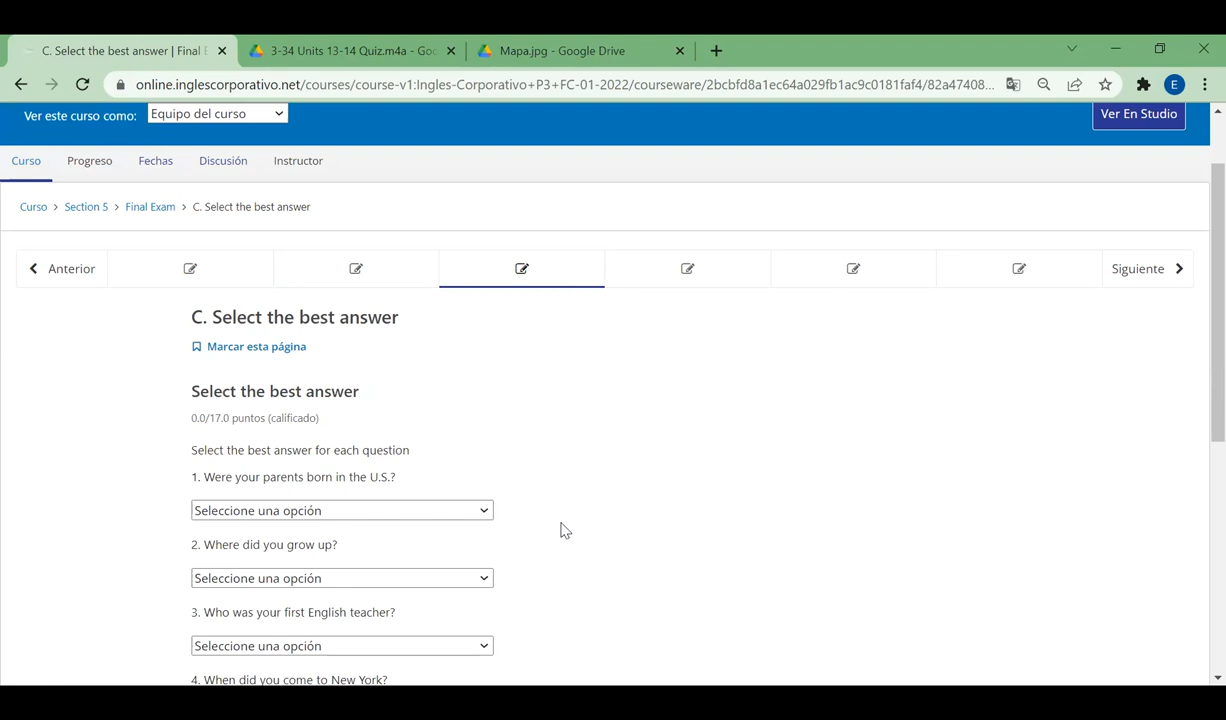 C. Select the best answer | Final E
3-34 Units 13-14 Quiz.m4a - Goo
Mapa.jpg - Google Drive
online.inglescorporativo.net/courses/course-v1:Ingles-Corporativo+P3+FC-01-2022/courseware/2bcbfd8a1ec64a029fb1ac9c0181faf4/82a47408...
E
Ver este curso como:
Equipo del curso
Ver En Studio
Curso
Progreso
Fechas
Discusión
Instructor
Curso > Section 5 > Final Exam > C. Select the best answer
Anterior
Siguiente
C. Select the best answer
Marcar esta página
Select the best answer
0.0/17.0 puntos (calificado)
Select the best answer for each question
1. Were your parents born in the U.S.?
Seleccione una opción
2. Where did you grow up?
Seleccione una opción
3. Who was your first English teacher?
Seleccione una opción
4. When did you come to New York?